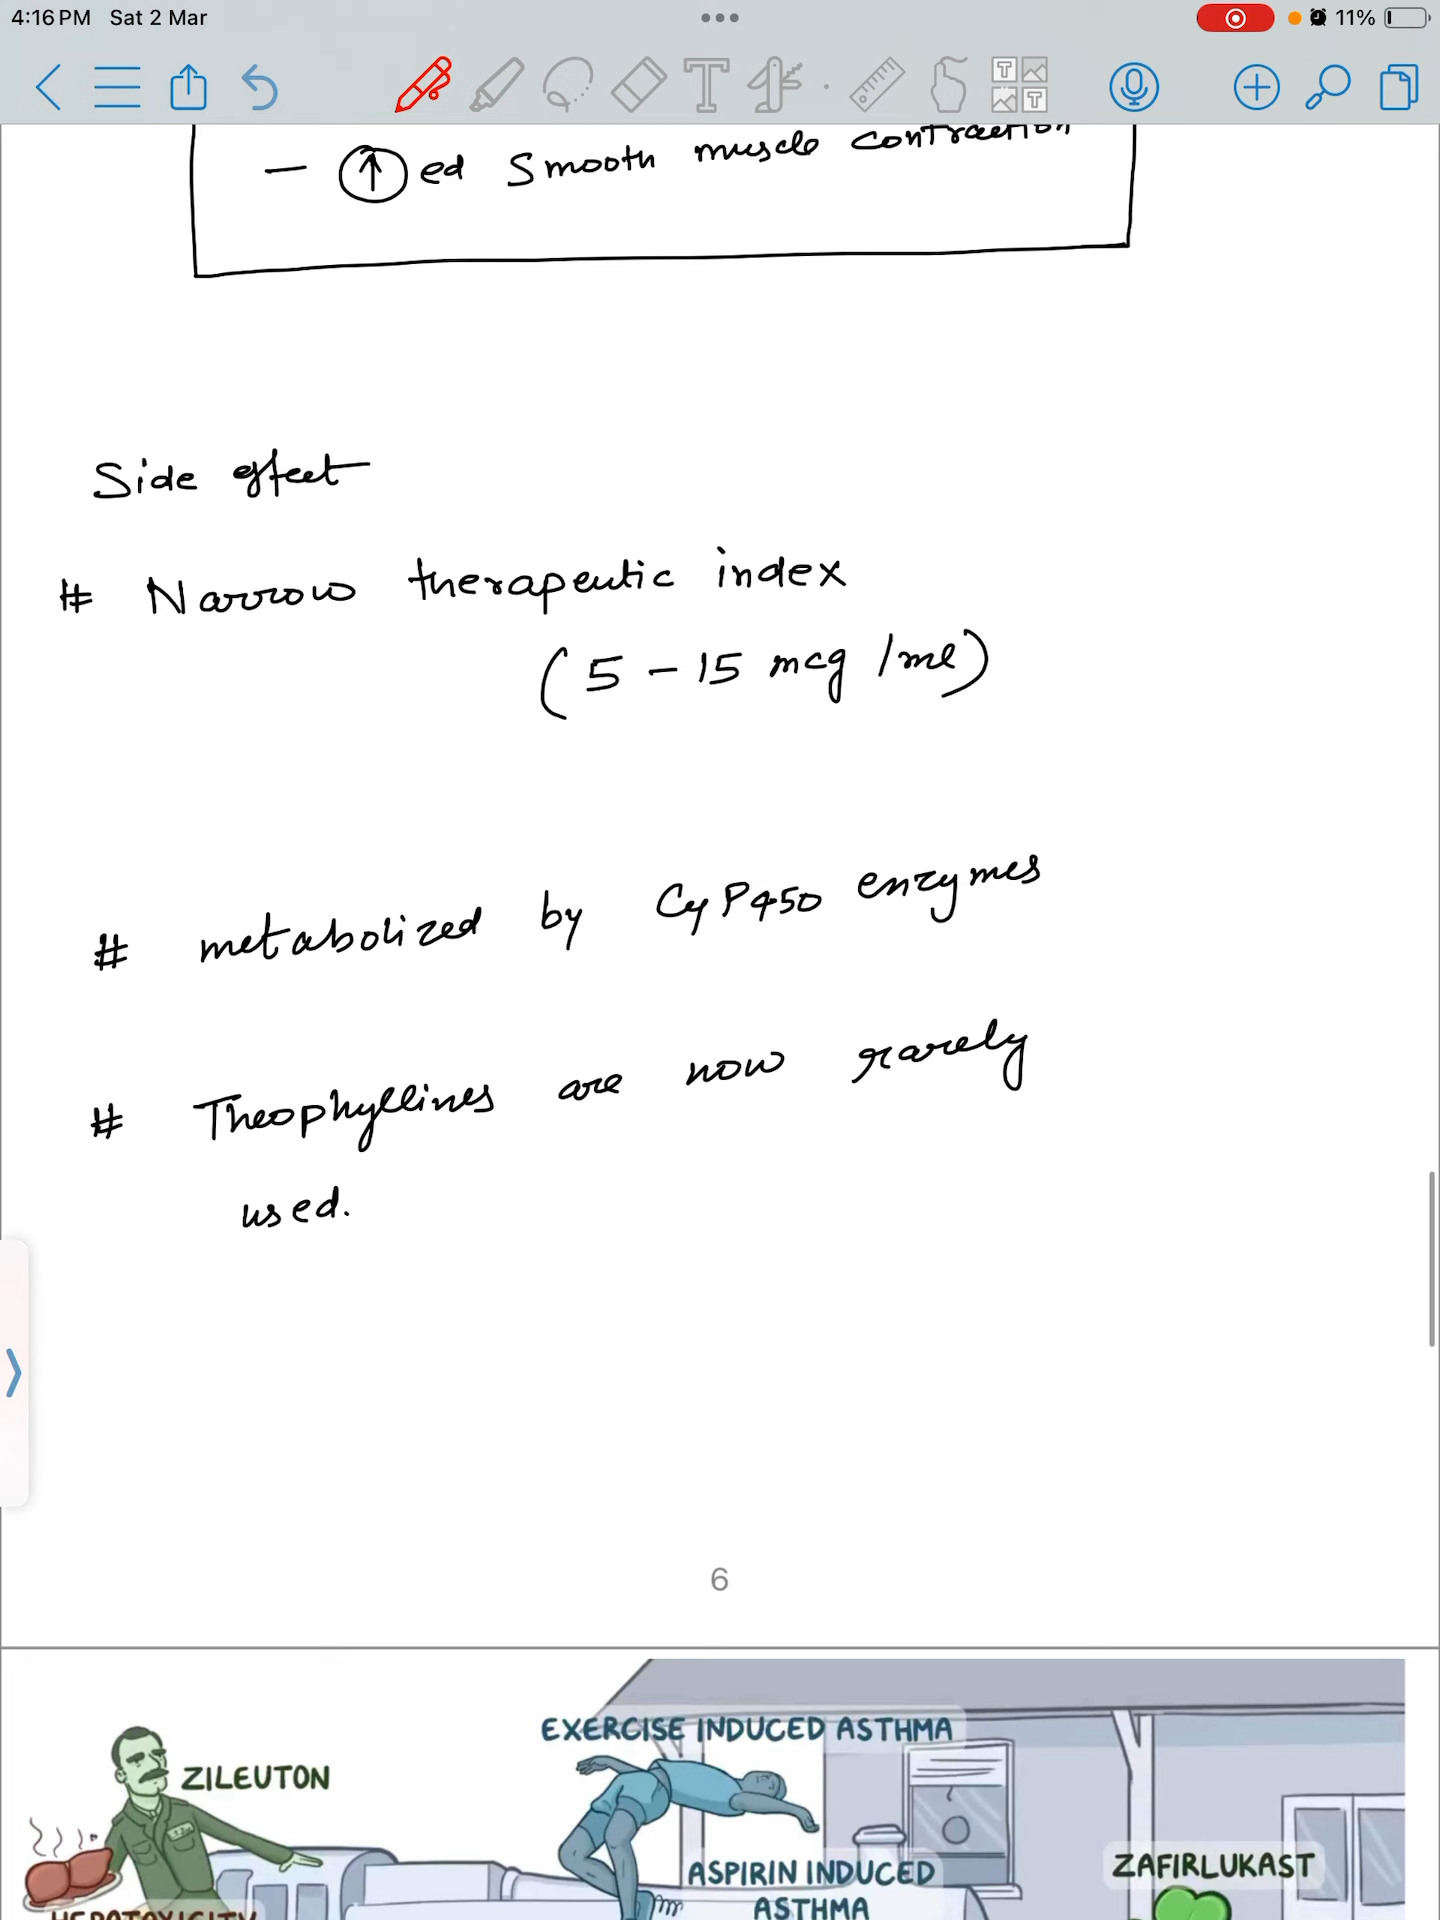 4:16 PM Sat 2 Mar
11%
- ↑ed Smooth muscle contraction
Side effect
# Narrow therapeutic index
(5 - 15 mcg /ml)
# metabolized by CyP450 enzymes
# Theophyllines are now rarely
used.
6
EXERCISE INDUCED ASTHMA
ZILEUTON
ASPIRIN INDUCED
ASTHMA
ZAFIRLUKAST
HEPATOXICITY